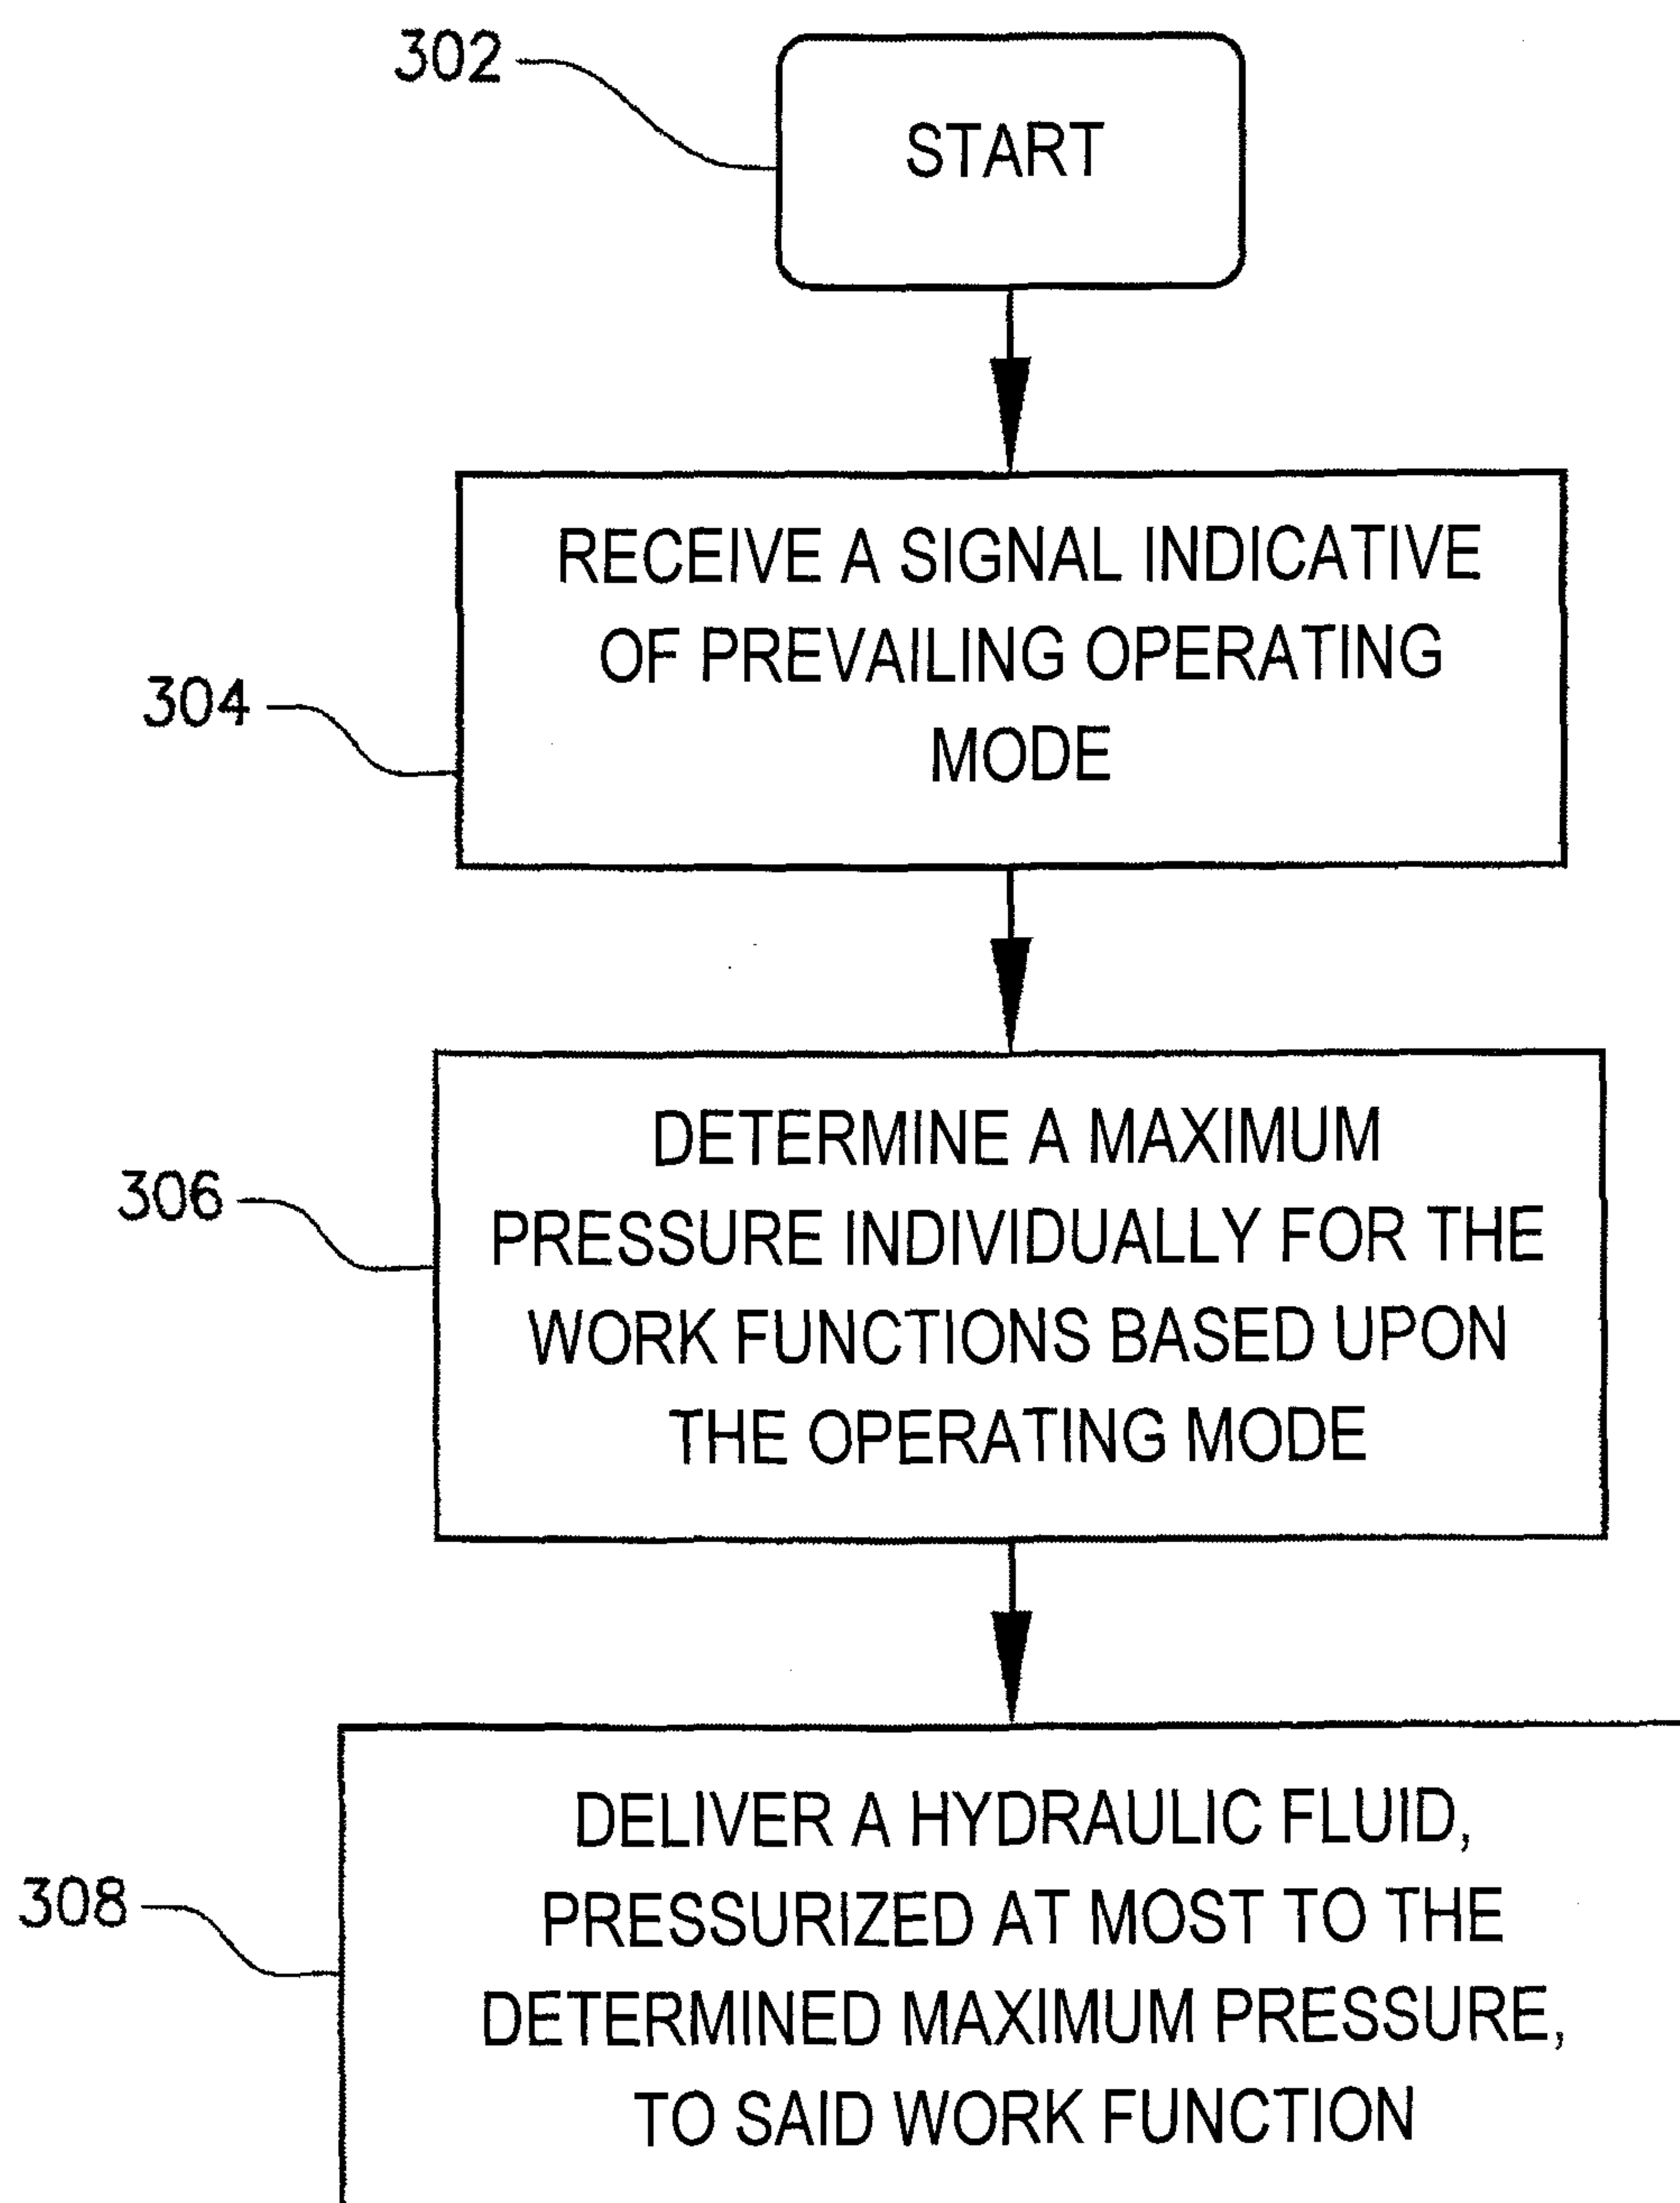 302
START
RECEIVE A SIGNAL INDICATIVE
OF PREVAILING OPERATING
MODE
304
DETERMINE A MAXIMUM
PRESSURE INDIVIDUALLY FOR THE
WORK FUNCTIONS BASED UPON
THE OPERATING MODE
306
DELIVER A HYDRAULIC FLUID,
PRESSURIZED AT MOST TO THE
DETERMINED MAXIMUM PRESSURE,
TO SAID WORK FUNCTION
308